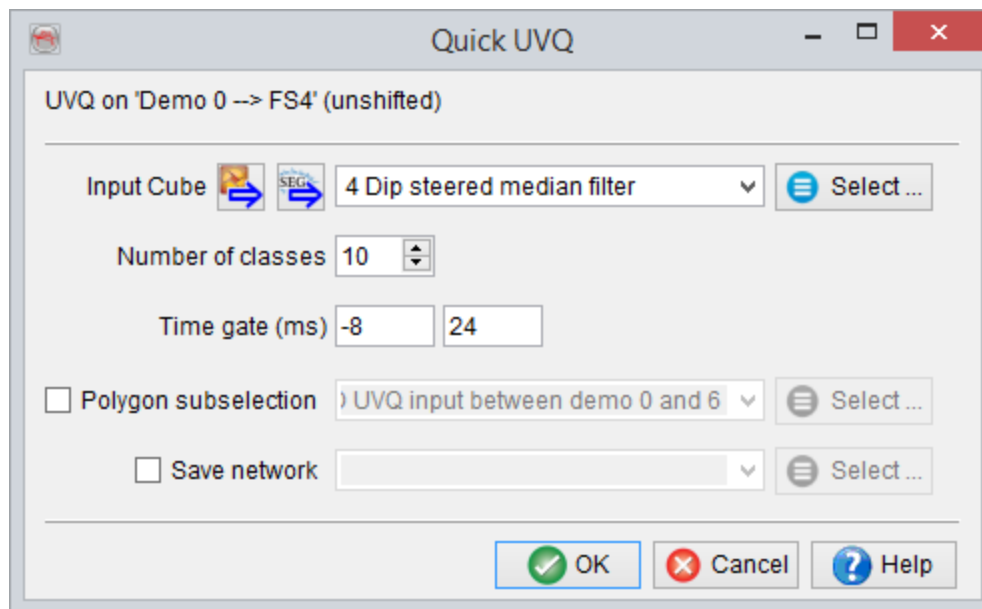 Quick UVQ
UVQ on 'Demo 0 --> FS4' (unshifted)
Input Cube SEG 4 Dip steered median filter Select ...
Number of classes 10
Time gate (ms) -8 24
Polygon subselection UVQ input between demo 0 and 6 Select ...
Save network Select ...
OK Cancel Help